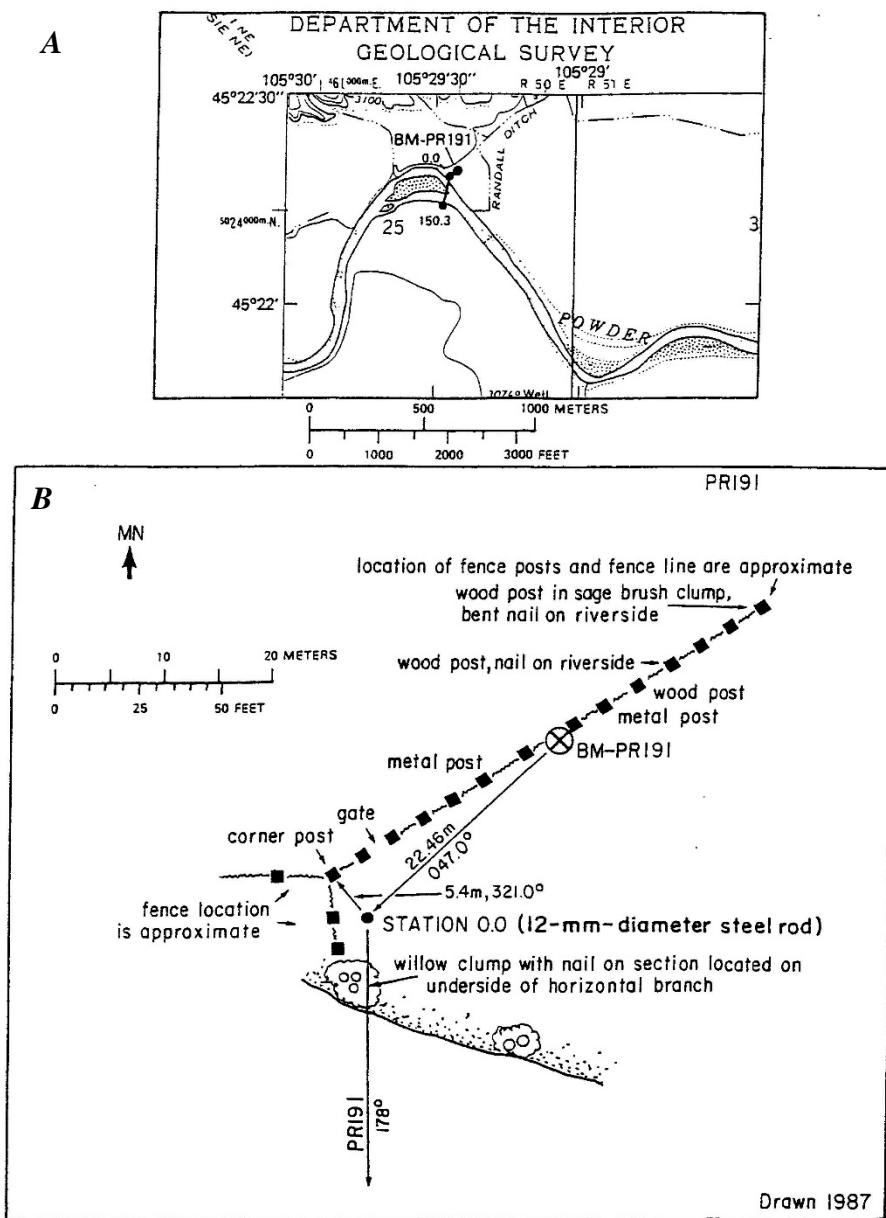 A
DEPARTMENT OF THE INTERIOR
GEOLOGICAL SURVEY
105°30' 461000m.E. 105°29'30" 105°29'
R 50 E R 51 E
45°22'30"
3100
BM-PR191
0.0
DITCH
RANDALL
5024000m.N.
25
150.3
3
45°22'
POWDER
Well
0 500 1000 METERS
0 1000 2000 3000 FEET
B
PR191
MN
location of fence posts and fence line are approximate
wood post in sage brush clump,
bent nail on riverside
0 10 20 METERS
0 25 50 FEET
wood post, nail on riverside
wood post
metal post
BM-PR191
metal post
gate
corner post
22.46m
047.0°
5.4m, 321.0°
fence location
is approximate
STATION 0.0 (12-mm-diameter steel rod)
willow clump with nail on section located on
underside of horizontal branch
PR191
178°
Drawn 1987